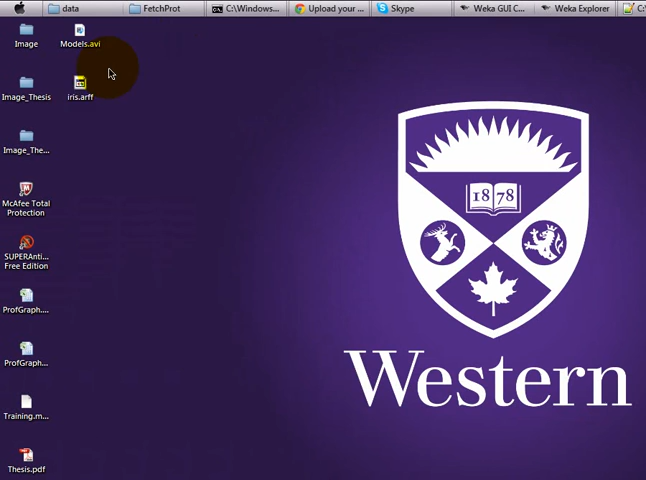 data
FetchProt
C:\Windows...
Upload your ...
Skype
Weka GUI C...
Weka Explorer
C:\
Image
Models.avi
Image_Thesis
iris.arff
Image_The...
McAfee Total
Protection
SUPERAnti...
Free Edition
ProfGraph....
ProfGraph....
Training.m...
Thesis.pdf
1878
Western